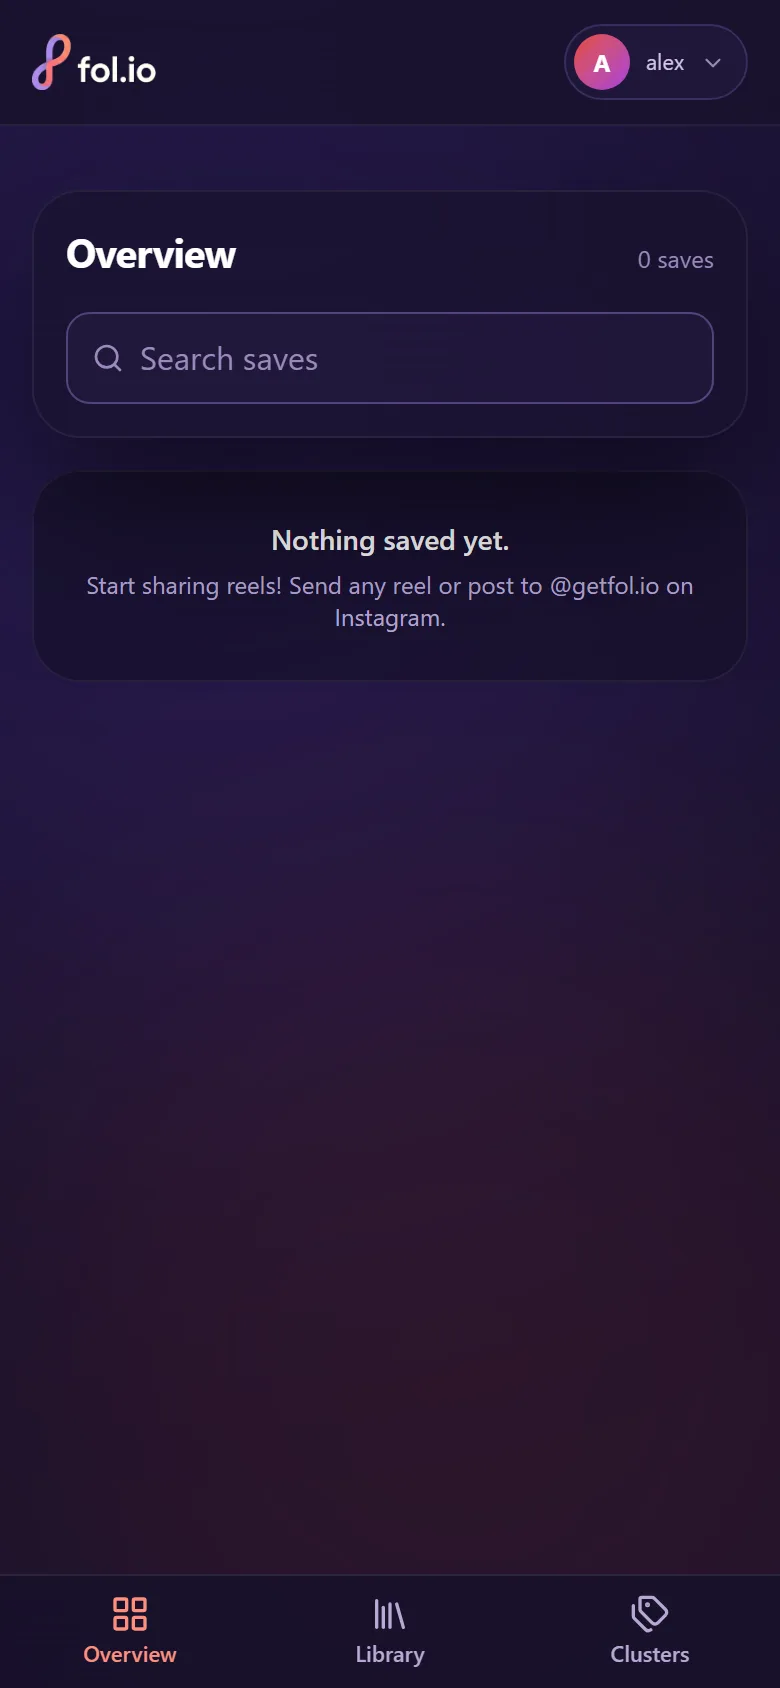 fol.io
A
alex
Overview
0 saves
Search saves
Nothing saved yet.
Start sharing reels! Send any reel or post to @getfol.io on
Instagram.
Overview
Library
Clusters